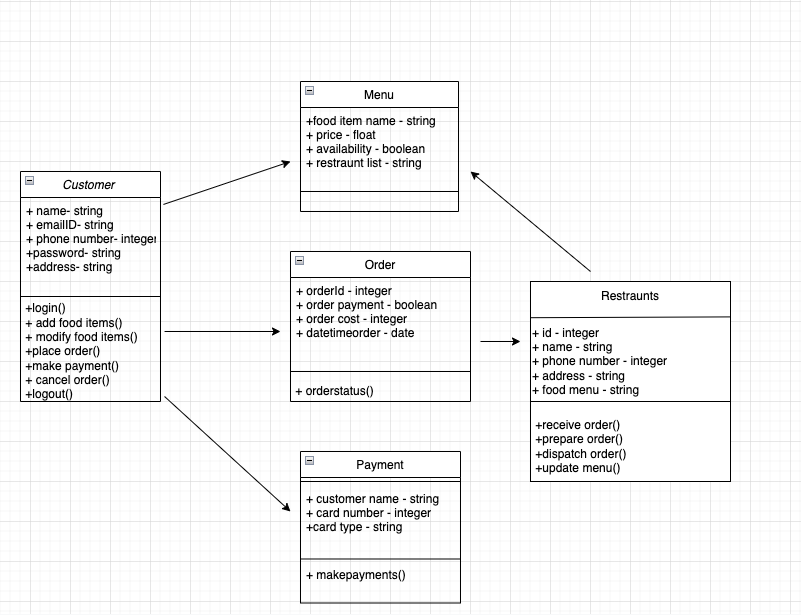 Menu
+food item name - string
+ price - float
+ availability - boolean
+ restraunt list - string
Customer
+ name- string
+ emailID- string
+ phone number- integer
+password- string
+address- string
+login()
+ add food items()
+ modify food items()
+place order()
+make payment()
+ cancel order()
+logout()
Order
+ orderId - integer
+ order payment - boolean
+ order cost - integer
+ datetimeorder - date
+ orderstatus()
Restraunts
+ id - integer
+ name - string
+ phone number - integer
+ address - string
+ food menu - string
+receive order()
+prepare order()
+dispatch order()
+update menu()
Payment
+ customer name - string
+ card number - integer
+card type - string
+ makepayments()